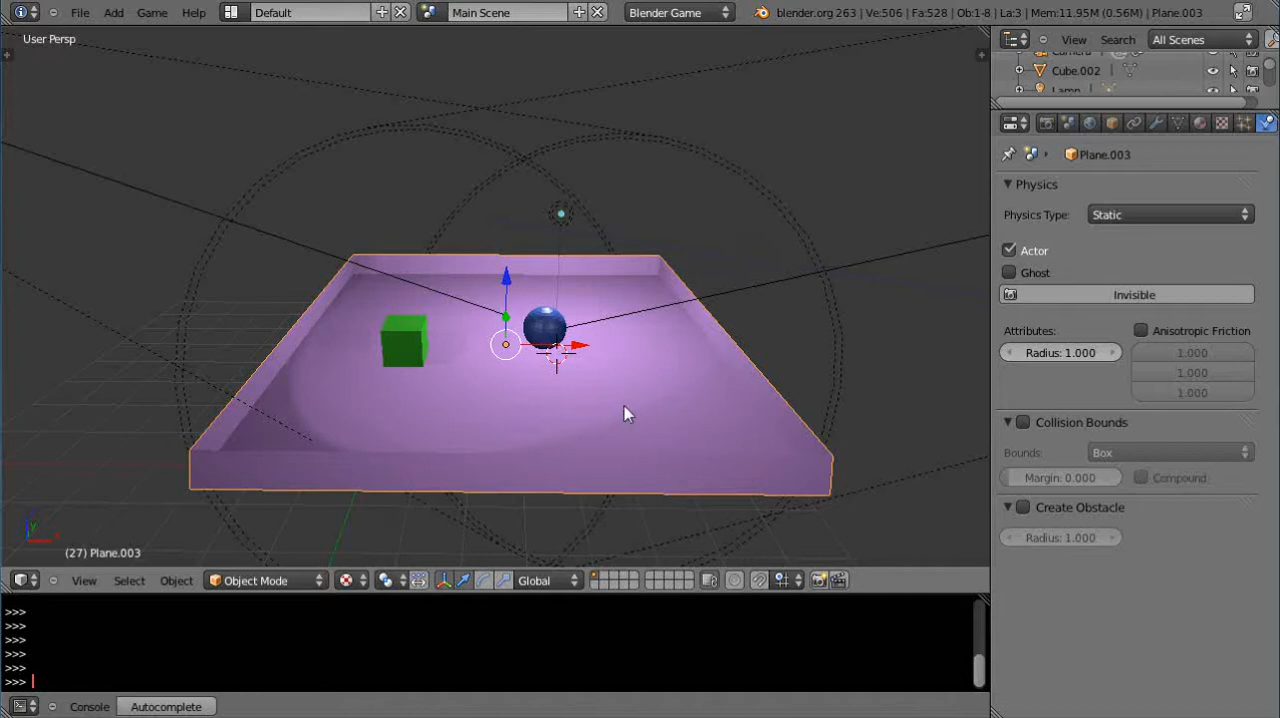 File Add Game Help Default Main Scene Blender Game blender.org 263 | Ve:506 | Fa:528 | Ob:1-8 | La:3 | Mem:11.95M (0.56M) | Plane.003
User Persp
View Search All Scenes
Camera
Cube.002
Lamp
Plane.003
Physics
Physics Type: Static
Actor
Ghost
Invisible
Attributes: Anisotropic Friction
Radius: 1.000 1.000
1.000
1.000
Collision Bounds
Bounds: Box
Margin: 0.000 Compound
Create Obstacle
Radius: 1.000
(27) Plane.003
View Select Object Object Mode Global
>>>
>>>
>>>
>>>
>>>
>>>
Console Autocomplete